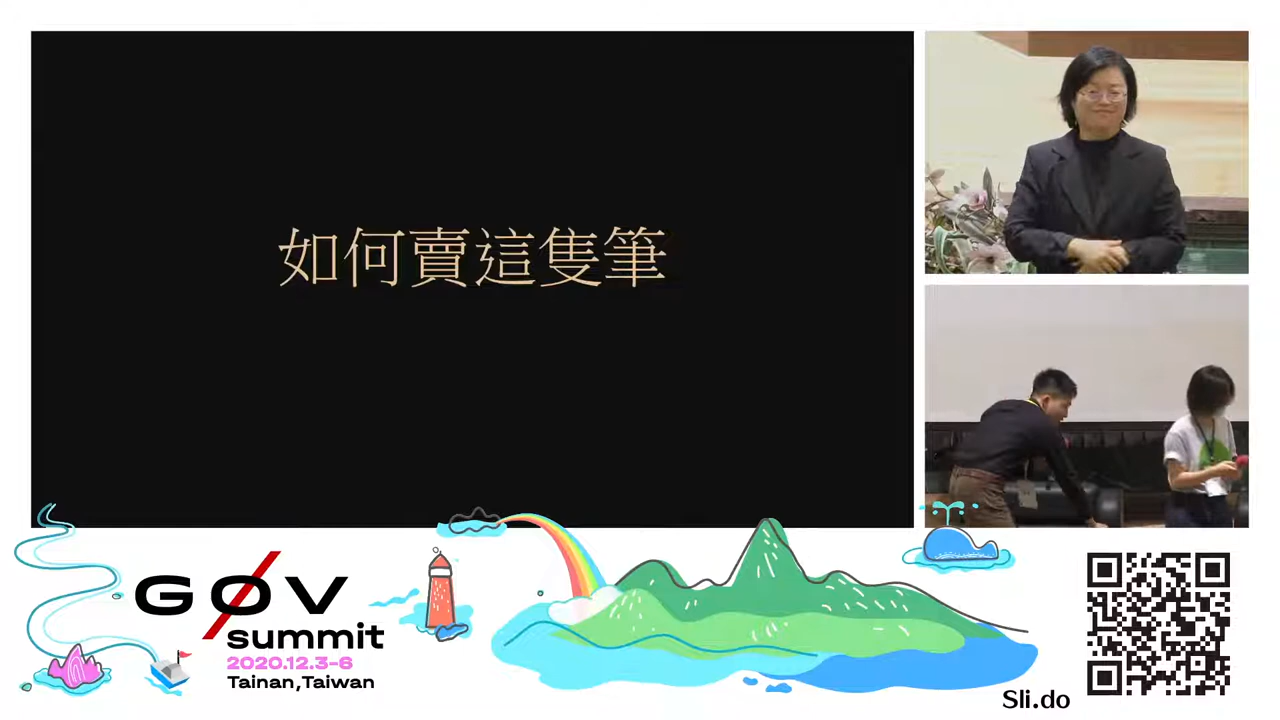 如何賣這隻筆
GØV
summit
2020.12.3-6
Tainan,Taiwan
Sli.do